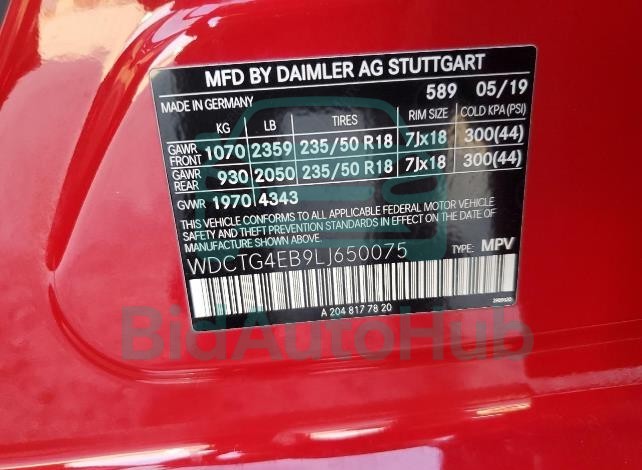 MFD BY DAIMLER AG STUTTGART
MADE IN GERMANY 589 05/19
KG LB TIRES RIM SIZE COLD KPA(PSI)
GAWR FRONT 1070 2359 235/50 R18 7Jx18 300(44)
GAWR REAR 930 2050 235/50 R18 7Jx18 300(44)
GVWR 1970 4343
THIS VEHICLE CONFORMS TO ALL APPLICABLE FEDERAL MOTOR VEHICLE
SAFETY, BUMPER, AND THEFT PREVENTION STANDARDS IN
EFFECT ON THE DATE OF MANUFACTURE SHOWN ABOVE.
WDCTG4EB9LJ650075 TYPE: MPV
A 204 817 78 20
BidAutoHub